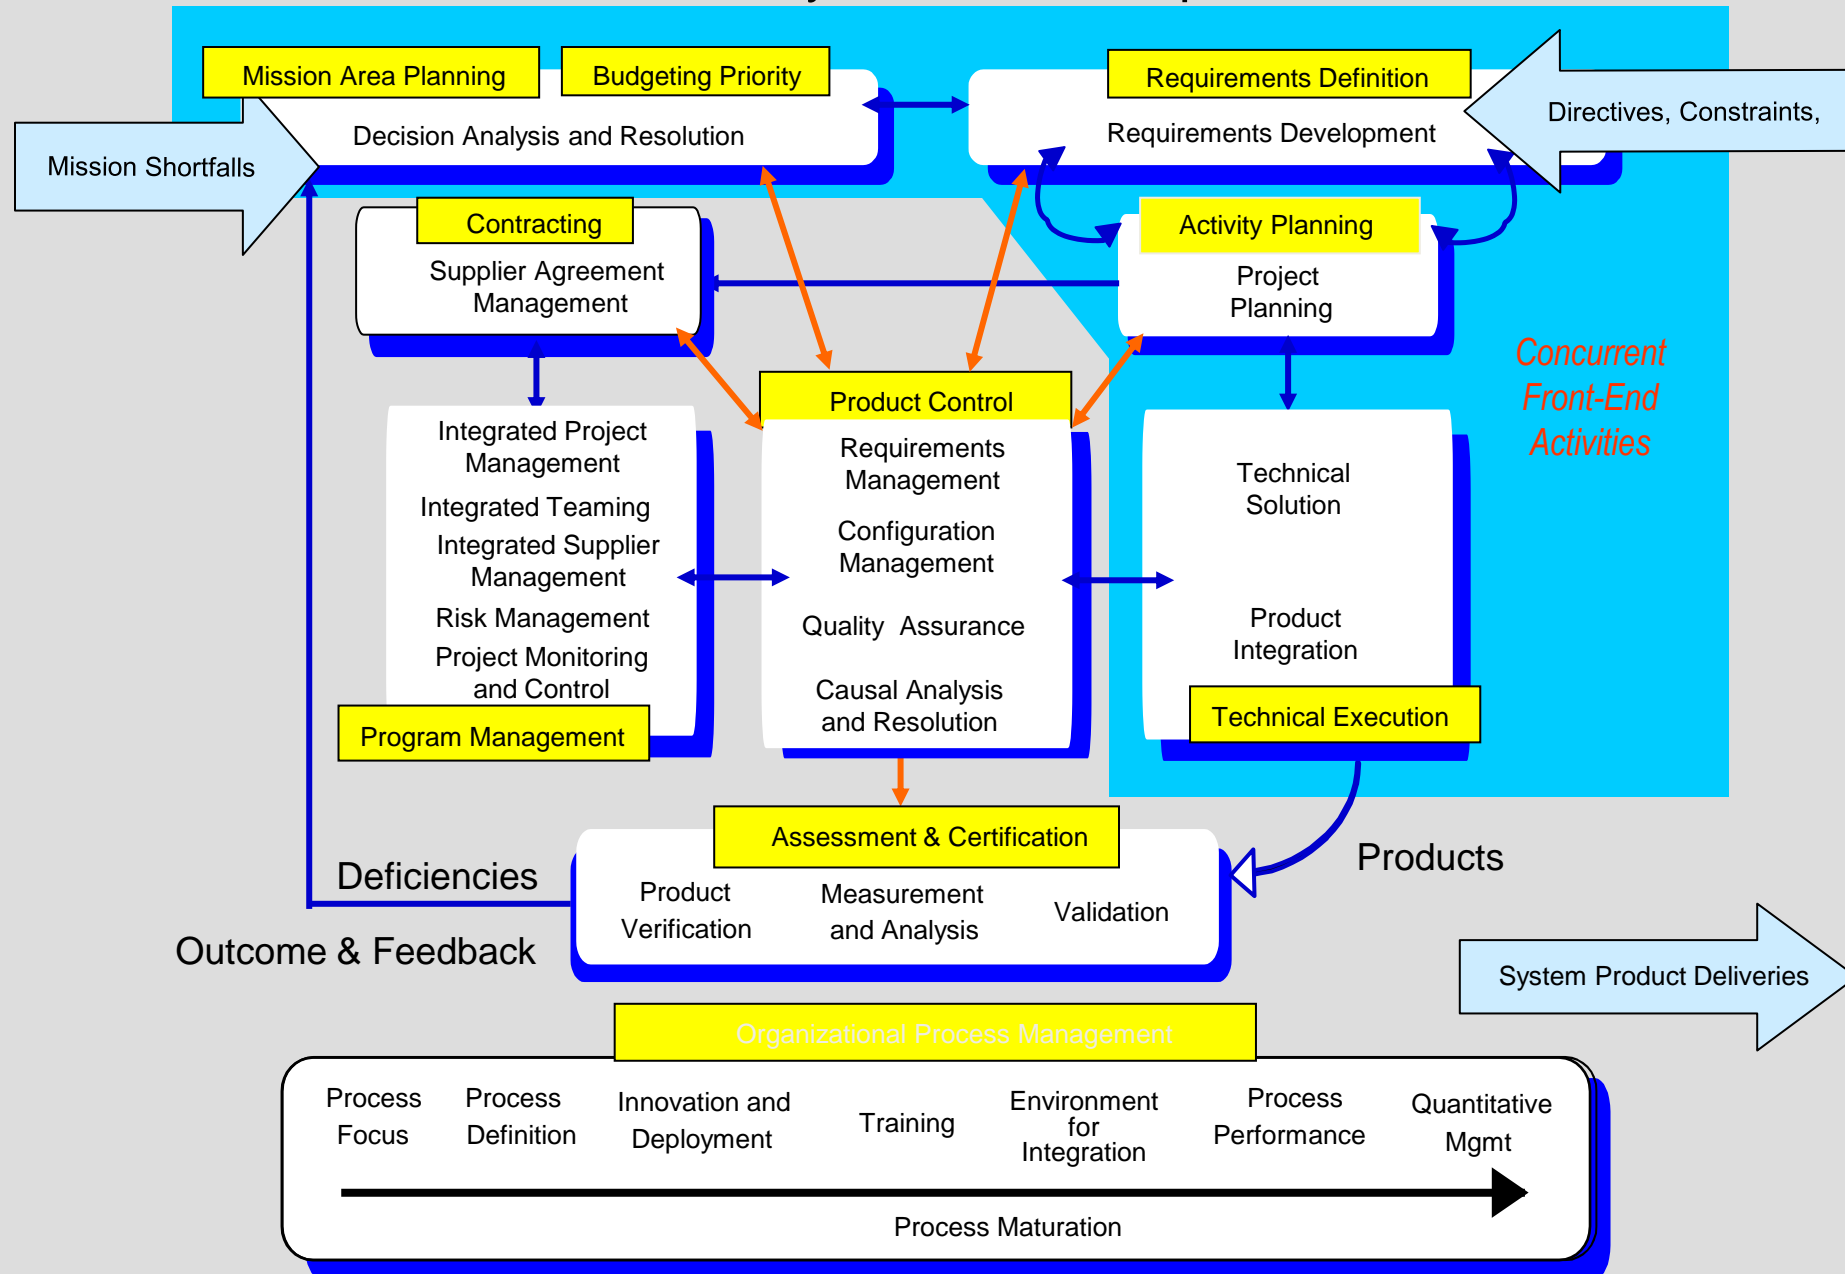 Mission Area Planning
Budgeting Priority
Requirements Definition
Directives, Constraints,
Decision Analysis and Resolution
Requirements Development
Mission Shortfalls
Contracting
Activity Planning
Supplier Agreement
Management
Project
Planning
Concurrent
Front-End
Activities
Product Control
Integrated Project
Management
Integrated Teaming
Integrated Supplier
Management
Risk Management
Project Monitoring
and Control
Program Management
Requirements
Management
Configuration
Management
Quality Assurance
Causal Analysis
and Resolution
Technical
Solution
Product
Integration
Technical Execution
Assessment & Certification
Products
Deficiencies
Product
Verification
Measurement
and Analysis
Validation
Outcome & Feedback
System Product Deliveries
Organizational Process Management
Process
Focus
Process
Definition
Innovation and
Deployment
Training
Environment
for
Integration
Process
Performance
Quantitative
Mgmt
Process Maturation